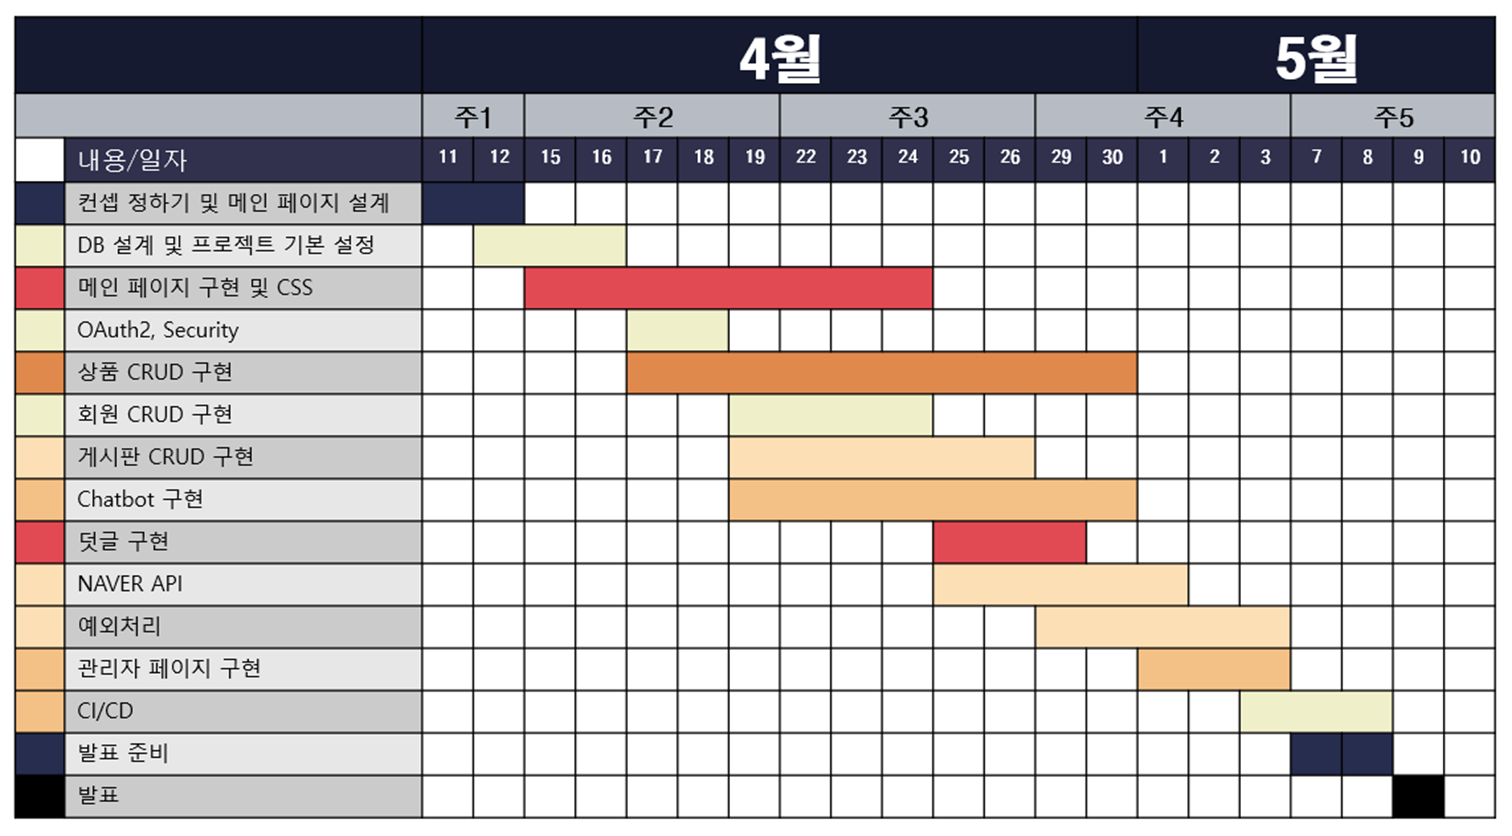 4월 5월
주1 주2 주3 주4 주5
내용/일자 11 12 15 16 17 18 19 22 23 24 25 26 29 30 1 2 3 7 8 9 10
컨셉 정하기 및 메인 페이지 설계
DB 설계 및 프로젝트 기본 설정
메인 페이지 구현 및 CSS
OAuth2, Security
상품 CRUD 구현
회원 CRUD 구현
게시판 CRUD 구현
Chatbot 구현
덧글 구현
NAVER API
예외처리
관리자 페이지 구현
CI/CD
발표 준비
발표